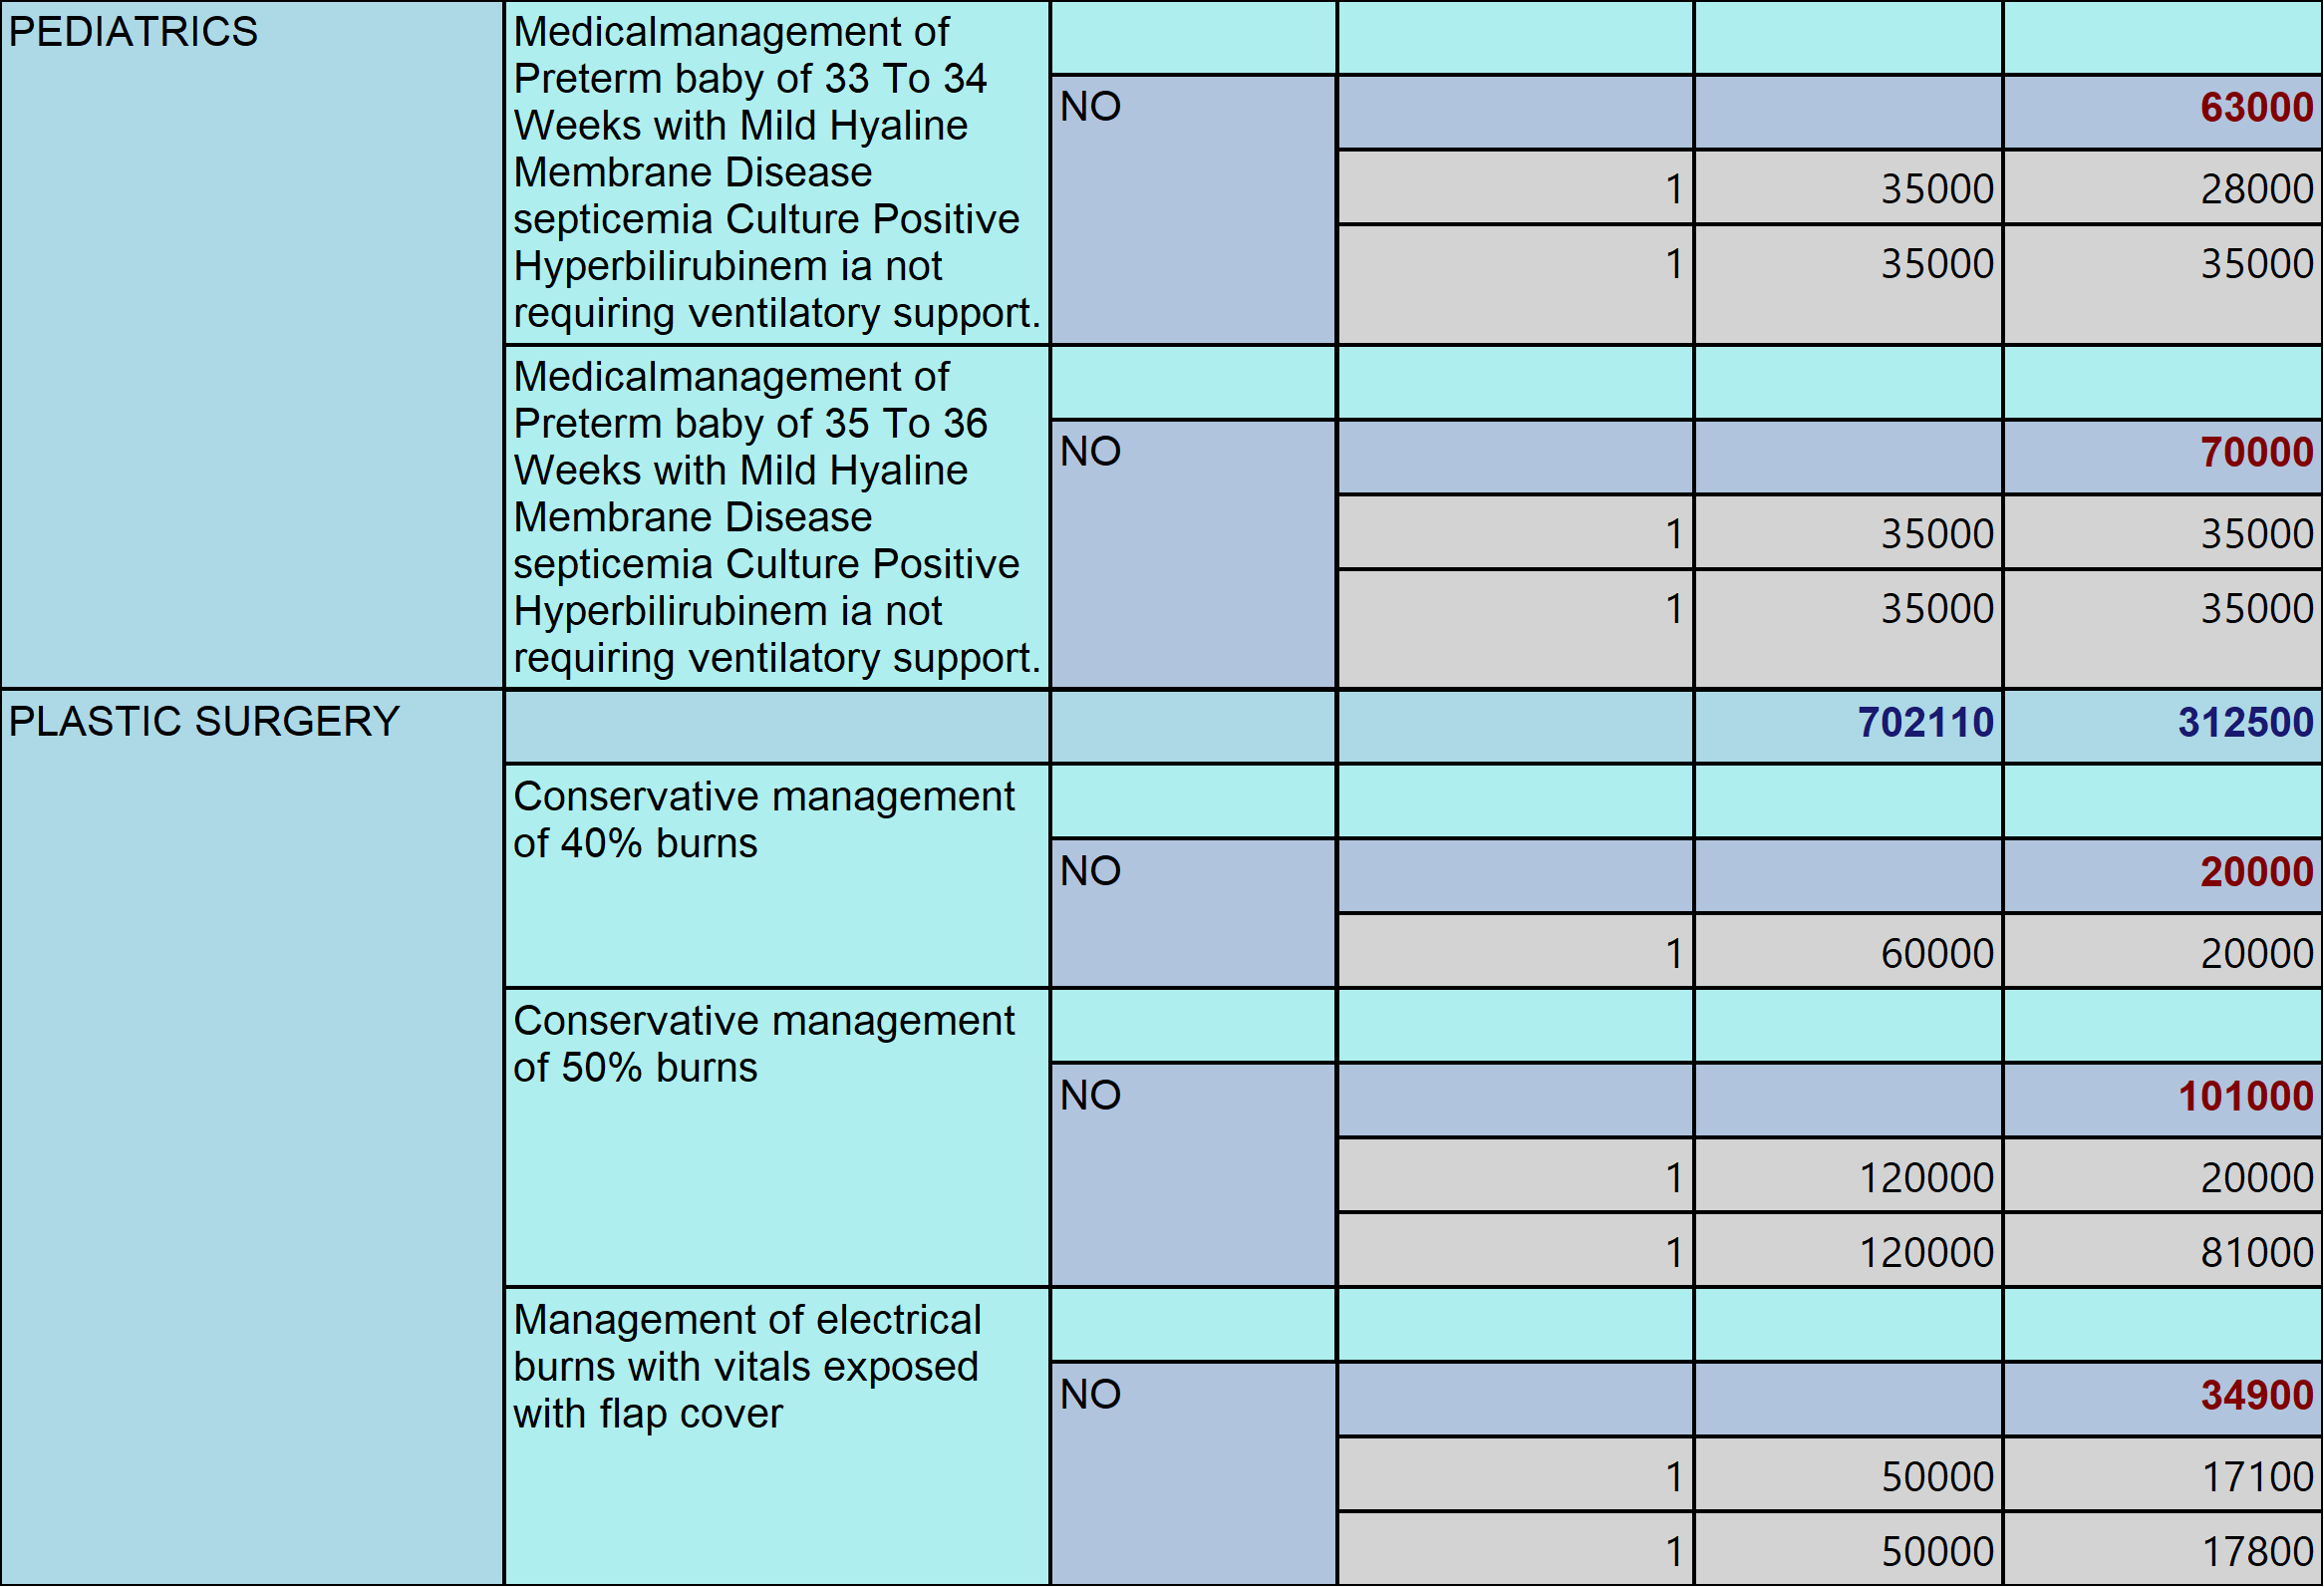 PEDIATRICS
Medicalmanagement of
Preterm baby of 33 To 34
Weeks with Mild Hyaline
Membrane Disease
septicemia Culture Positive
Hyperbilirubinem ia not
requiring ventilatory support.
NO
63000
1 35000 28000
1 35000 35000
Medicalmanagement of
Preterm baby of 35 To 36
Weeks with Mild Hyaline
Membrane Disease
septicemia Culture Positive
Hyperbilirubinem ia not
requiring ventilatory support.
NO
70000
1 35000 35000
1 35000 35000
PLASTIC SURGERY
702110 312500
Conservative management
of 40% burns
NO
20000
1 60000 20000
Conservative management
of 50% burns
NO
101000
1 120000 20000
1 120000 81000
Management of electrical
burns with vitals exposed
with flap cover
NO
34900
1 50000 17100
1 50000 17800